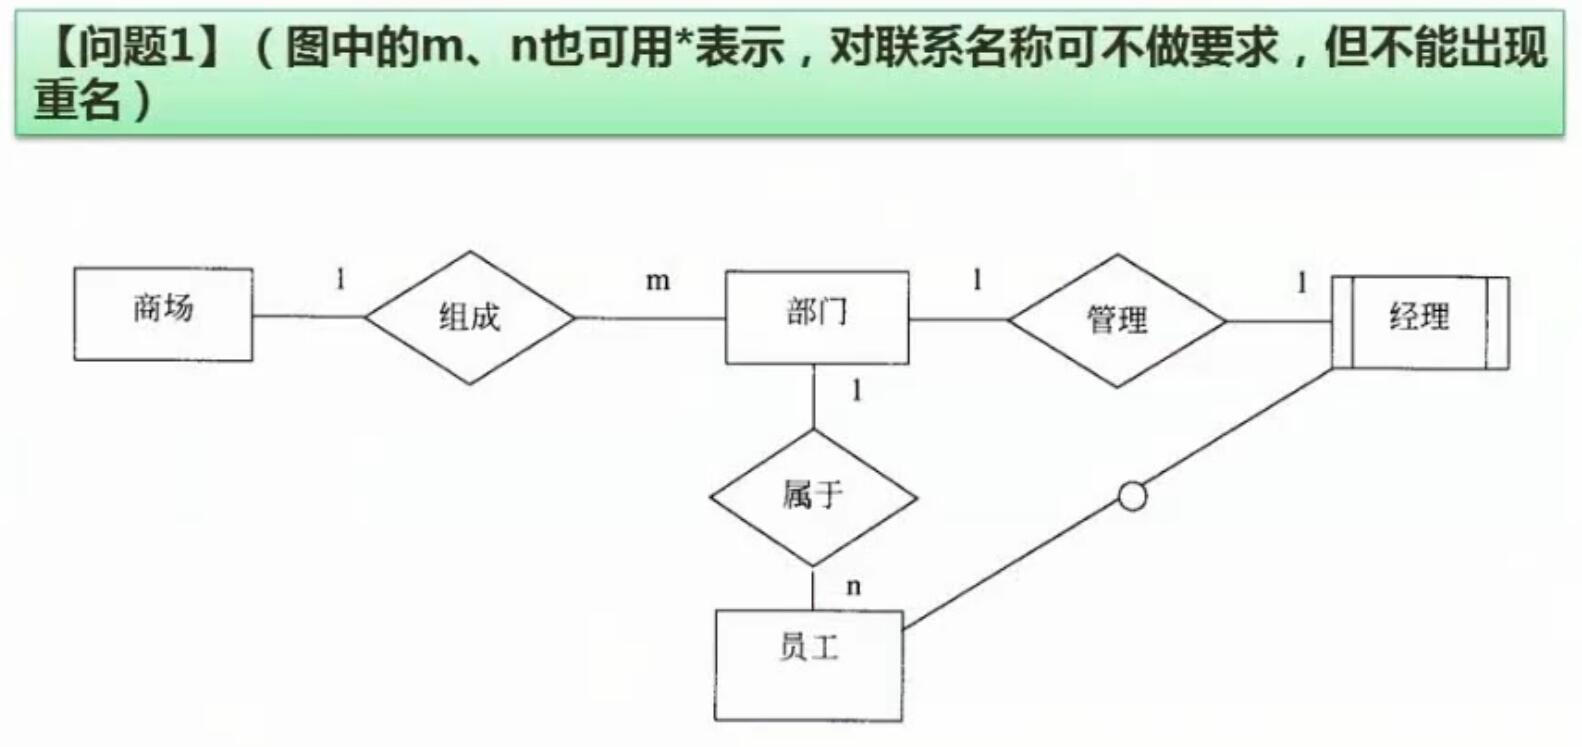 【问题1】(图中的m、n也可用*表示，对联系名称可不做要求，但不能出现
重名)
商场
1
组成
m
部门
1
管理
1
经理
1
属于
n
员工